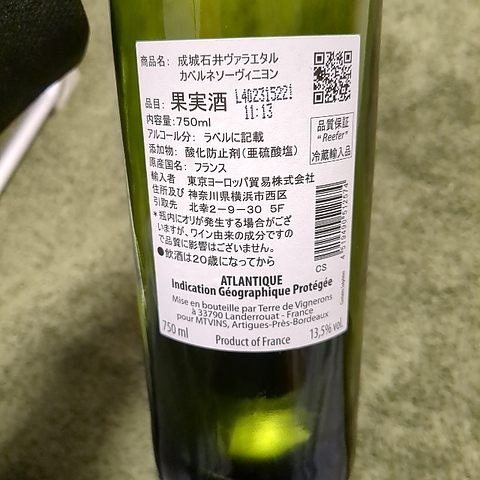 商品名: 成城石井ヴァラエタル
カベルネソーヴィニヨン
品目: 果実酒 L402315221
11:13
内容量:750ml
アルコール分: ラベルに記載
添加物: 酸化防止剤(亜硫酸塩)
原産国名: フランス
輸入者 東京ヨーロッパ貿易株式会社
住所及び 神奈川県横浜市西区
引取先 北幸2-9-30 5F
*瓶内にオリが発生する場合がござ
いますが、ワイン由来の成分ですの
で品質に影響はございません。
●飲酒は20歳になってから
品質保証
"Reefer"
冷蔵輸入品
CS
ATLANTIQUE
Indication Géographique Protégée
Mise en bouteille par Terre de Vignerons
à 33790 Landerrouat - France
pour MTVINS, Artigues-Près-Bordeaux
750 ml
13,5% vol.
Product of France